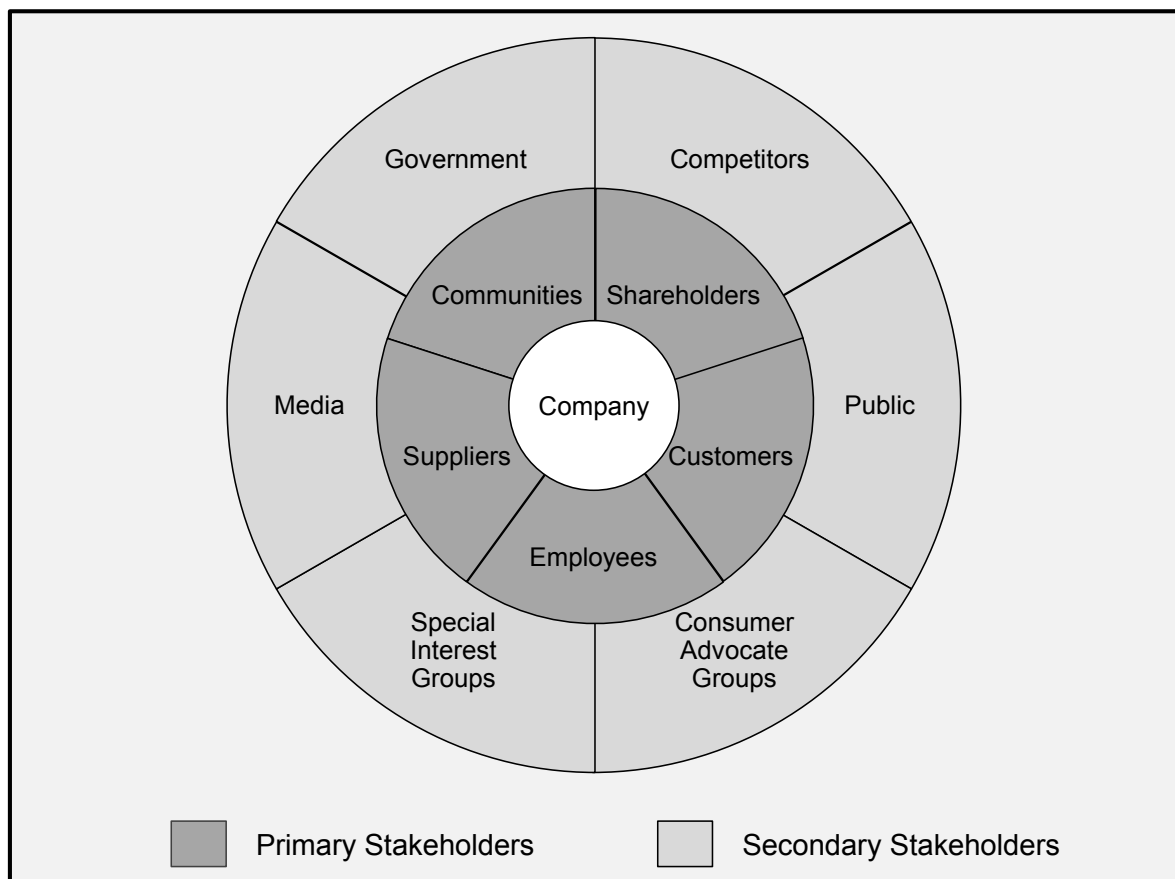 Government
Competitors
Communities
Shareholders
Media
Company
Public
Suppliers
Customers
Employees
Special
Interest
Groups
Consumer
Advocate
Groups
Primary Stakeholders
Secondary Stakeholders